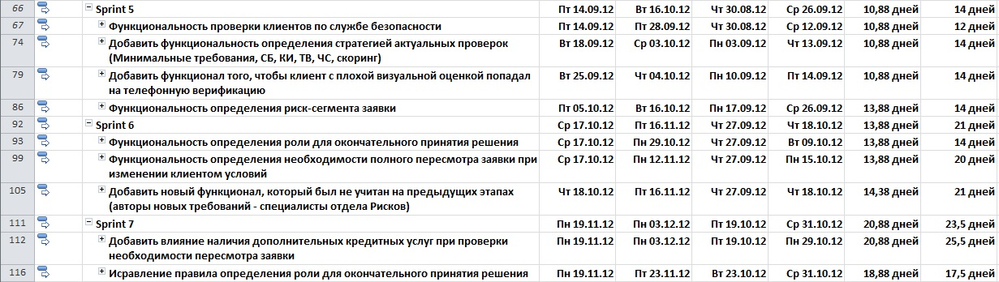 66 Sprint 5 Пт 14.09.12 Вт 16.10.12 Чт 30.08.12 Ср 26.09.12 10,88 дней 14 дней
67 Функциональность проверки клиентов по службе безопасности Пт 14.09.12 Пт 28.09.12 Чт 30.08.12 Ср 12.09.12 10,88 дней 12 дней
74 Добавить функциональность определения стратегией актуальных проверок Вт 18.09.12 Ср 03.10.12 Пн 03.09.12 Чт 13.09.12 10,88 дней 14 дней
(Минимальные требования, СБ, КИ, ТВ, ЧС, скоринг)
79 Добавить функционал того, чтобы клиент с плохой визуальной оценкой попадал Вт 25.09.12 Чт 04.10.12 Пн 10.09.12 Пт 14.09.12 10,88 дней 14 дней
на телефонную верификацию
86 Функциональность определения риск-сегмента заявки Пт 05.10.12 Вт 16.10.12 Пн 17.09.12 Ср 26.09.12 13,88 дней 14 дней
92 Sprint 6 Ср 17.10.12 Пт 16.11.12 Чт 27.09.12 Чт 18.10.12 13,88 дней 21 дней
93 Функциональность определения роли для окончательного принятия решения Ср 17.10.12 Пн 29.10.12 Чт 27.09.12 Вт 09.10.12 13,88 дней 14 дней
99 Функциональность определения необходимости полного пересмотра заявки при Ср 17.10.12 Пн 12.11.12 Чт 27.09.12 Пн 15.10.12 13,88 дней 20 дней
изменении клиентом условий
105 Добавить новый функционал, который был не учитан на предыдущих этапах Чт 18.10.12 Пт 16.11.12 Чт 27.09.12 Чт 18.10.12 14,38 дней 21 дней
(авторы новых требований - специалисты отдела Рисков)
111 Sprint 7 Пн 19.11.12 Пн 03.12.12 Пт 19.10.12 Ср 31.10.12 20,88 дней 23,5 дней
112 Добавить влияние наличия дополнительных кредитных услуг при проверки Пн 19.11.12 Пн 03.12.12 Пт 19.10.12 Пн 29.10.12 20,88 дней 25,5 дней
необходимости пересмотра заявки
116 Исравление правила определения роли для окончательного принятия решения Пн 19.11.12 Пт 23.11.12 Вт 23.10.12 Ср 31.10.12 18,88 дней 17,5 дней